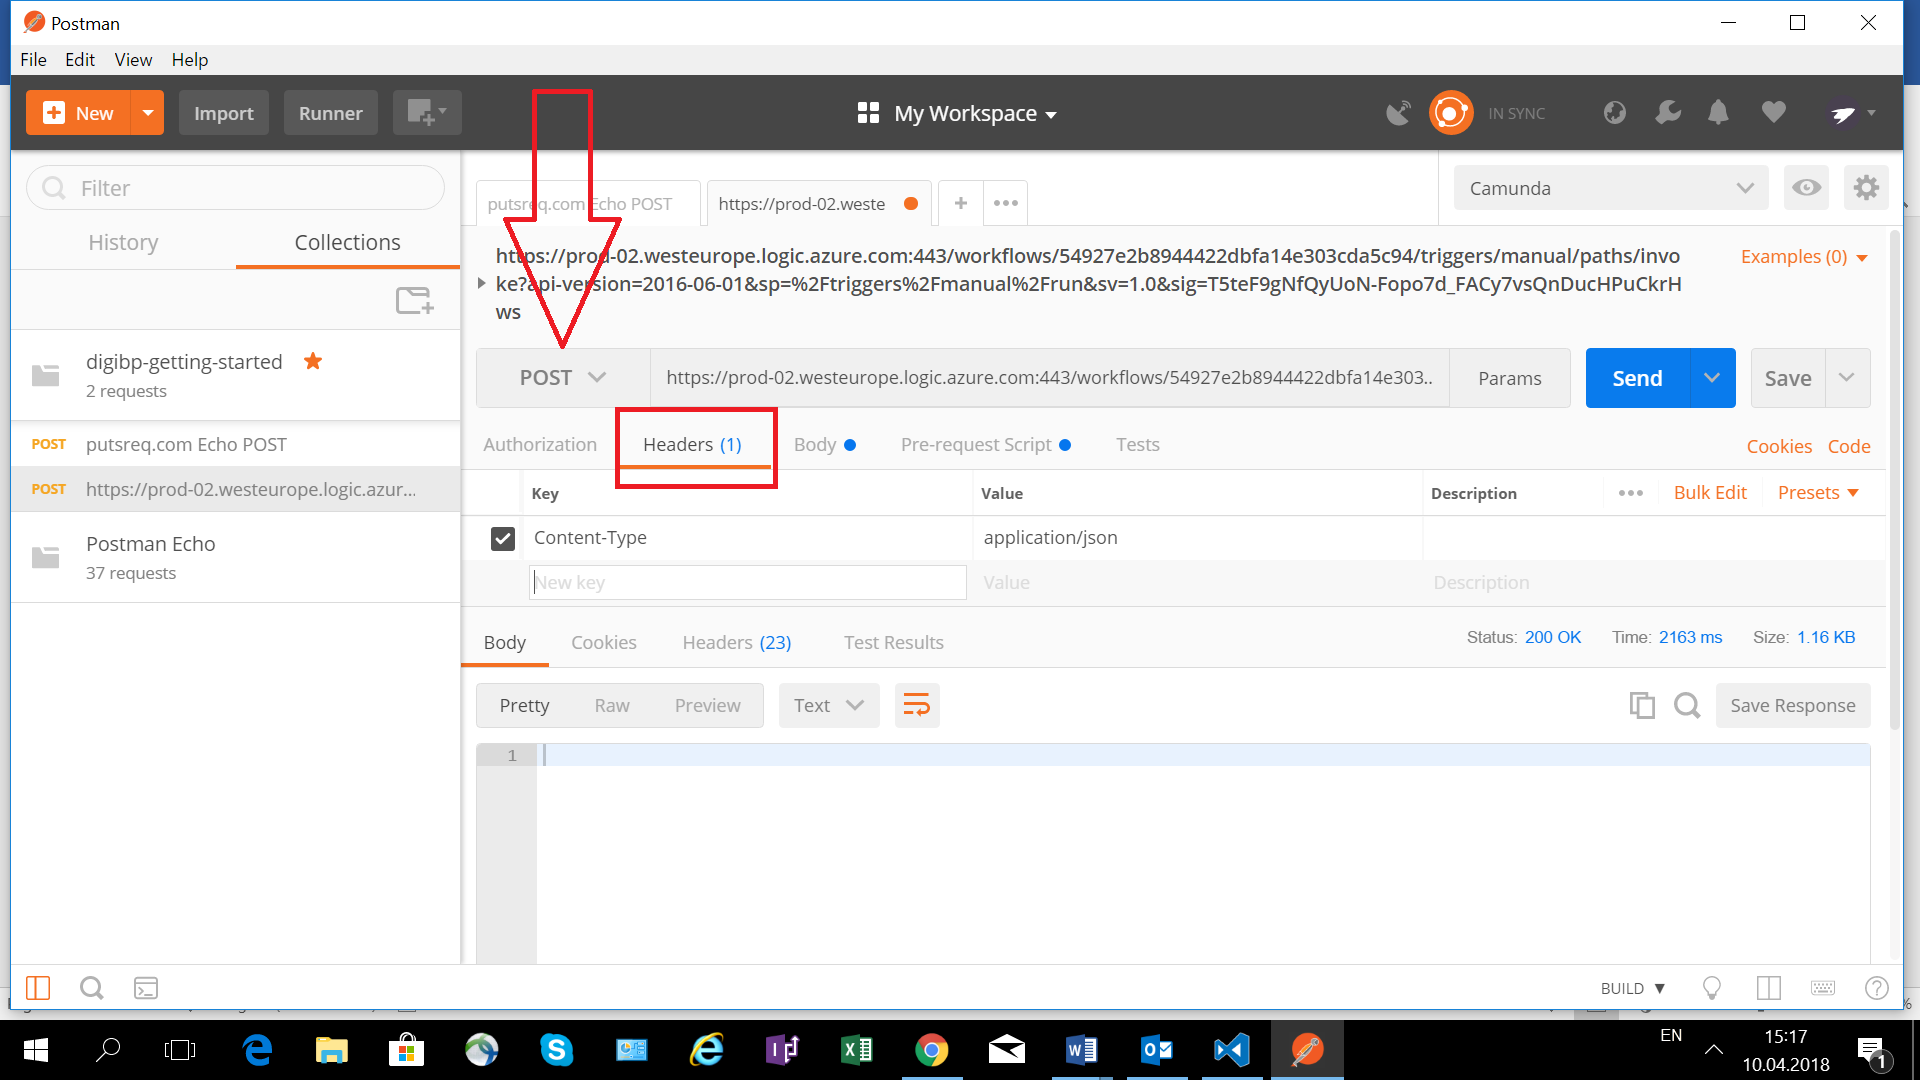 Postman
File Edit View Help
New Import Runner My Workspace IN SYNC
Filter
History Collections
digibp-getting-started
2 requests
POST putsreq.com Echo POST
POST https://prod-02.westeurope.logic.azur...
Postman Echo
37 requests
putsreq.com Echo POST https://prod-02.weste + •••
Camunda
https://prod-02.westeurope.logic.azure.com:443/workflows/54927e2b8944422dbfa14e303cda5c94/triggers/manual/paths/invo
ke?api-version=2016-06-01&sp=%2Ftriggers%2Fmanual%2Frun&sv=1.0&sig=T5teF9gNfQyUoN-Fopo7d_FACy7vsQnDucHPuCkrH
ws
Examples (0)
POST https://prod-02.westeurope.logic.azure.com:443/workflows/54927e2b8944422dbfa14e303.. Params Send Save
Authorization Headers (1) Body Pre-request Script Tests Cookies Code
Key Value Description ••• Bulk Edit Presets
Content-Type application/json
New key Value Description
Body Cookies Headers (23) Test Results Status: 200 OK Time: 2163 ms Size: 1.16 KB
Pretty Raw Preview Text Save Response
1
BUILD
EN 15:17
10.04.2018
1